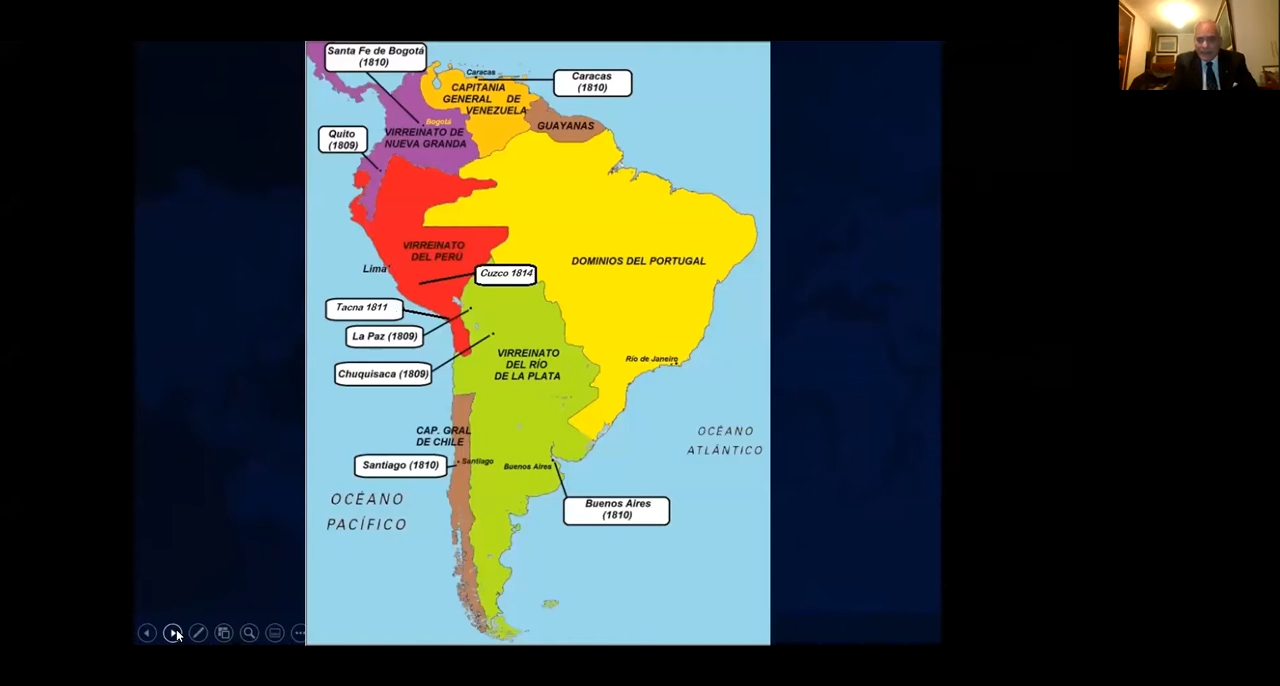 Santa Fe de Bogotá
(1810)
Caracas
Caracas
(1810)
CAPITANIA
GENERAL DE
VENEZUELA
Bogotá
GUAYANAS
Quito
(1809)
VIRREINATO DE
NUEVA GRANDA
VIRREINATO
DEL PERÚ
DOMINIOS DEL PORTUGAL
Lima
Cuzco 1814
Tacna 1811
La Paz (1809)
VIRREINATO
DEL RÍO
DE LA PLATA
Río de Janeiro
Chuquisaca (1809)
CAP. GRAL
DE CHILE
OCÉANO
ATLÁNTICO
Santiago (1810)
Santiago
Buenos Aires
OCÉANO
PACÍFICO
Buenos Aires
(1810)